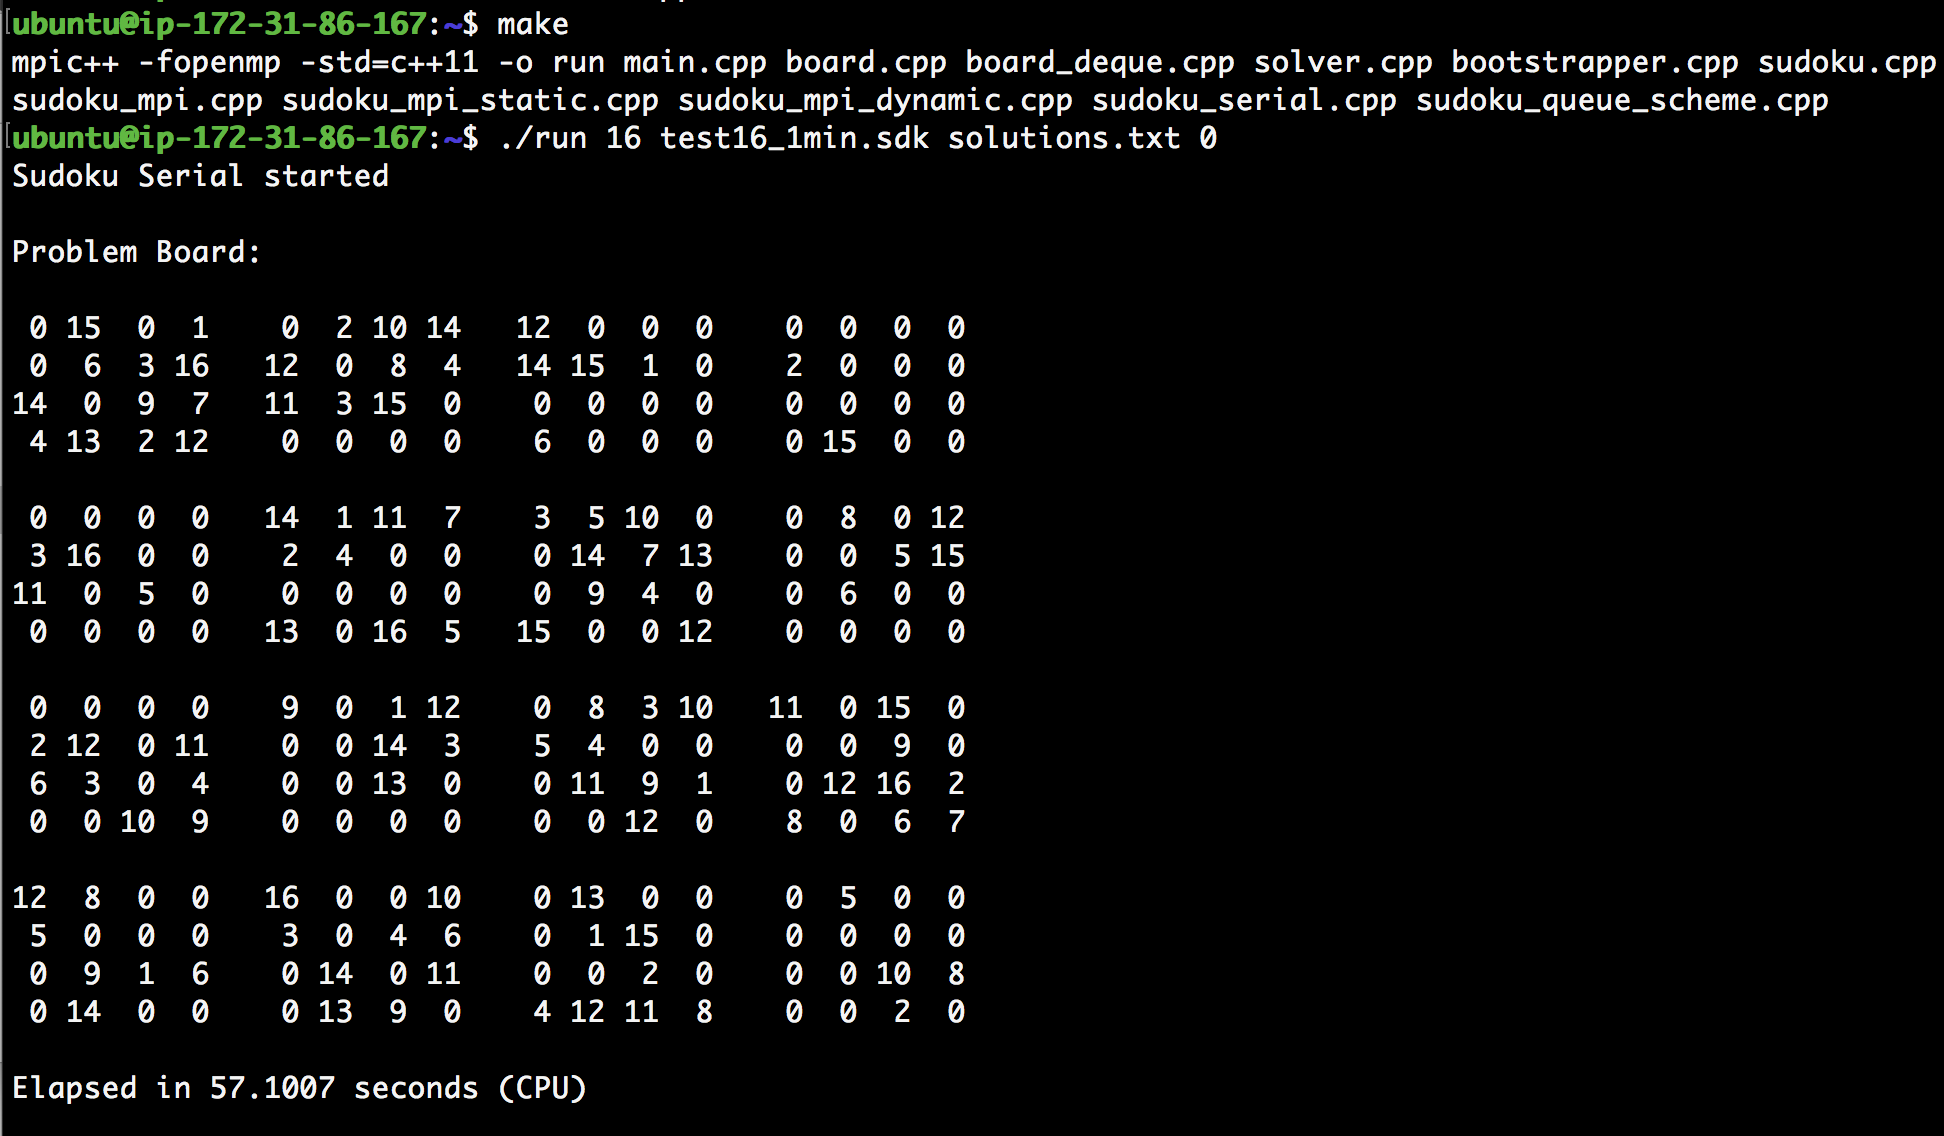 ubuntu@ip-172-31-86-167:~$ make
mpic++ -fopenmp -std=c++11 -o run main.cpp board.cpp board_deque.cpp solver.cpp bootstrapper.cpp sudoku.cpp
sudoku_mpi.cpp sudoku_mpi_static.cpp sudoku_mpi_dynamic.cpp sudoku_serial.cpp sudoku_queue_scheme.cpp
ubuntu@ip-172-31-86-167:~$ ./run 16 test16_1min.sdk solutions.txt 0
Sudoku Serial started
Problem Board:
0 15 0 1 0 2 10 14 12 0 0 0 0 0 0 0
0 6 3 16 12 0 8 4 14 15 1 0 2 0 0 0
14 0 9 7 11 3 15 0 0 0 0 0 0 0 0 0
4 13 2 12 0 0 0 0 6 0 0 0 0 15 0 0
0 0 0 0 14 1 11 7 3 5 10 0 0 8 0 12
3 16 0 0 2 4 0 0 0 14 7 13 0 0 5 15
11 0 5 0 0 0 0 0 0 9 4 0 0 6 0 0
0 0 0 0 13 0 16 5 15 0 0 12 0 0 0 0
0 0 0 0 9 0 1 12 0 8 3 10 11 0 15 0
2 12 0 11 0 0 14 3 5 4 0 0 0 0 9 0
6 3 0 4 0 0 13 0 0 11 9 1 0 12 16 2
0 0 10 9 0 0 0 0 0 0 12 0 8 0 6 7
12 8 0 0 16 0 0 10 0 13 0 0 0 5 0 0
5 0 0 0 3 0 4 6 0 1 15 0 0 0 0 0
0 9 1 6 0 14 0 11 0 0 2 0 0 0 10 8
0 14 0 0 0 13 9 0 4 12 11 8 0 0 2 0
Elapsed in 57.1007 seconds (CPU)